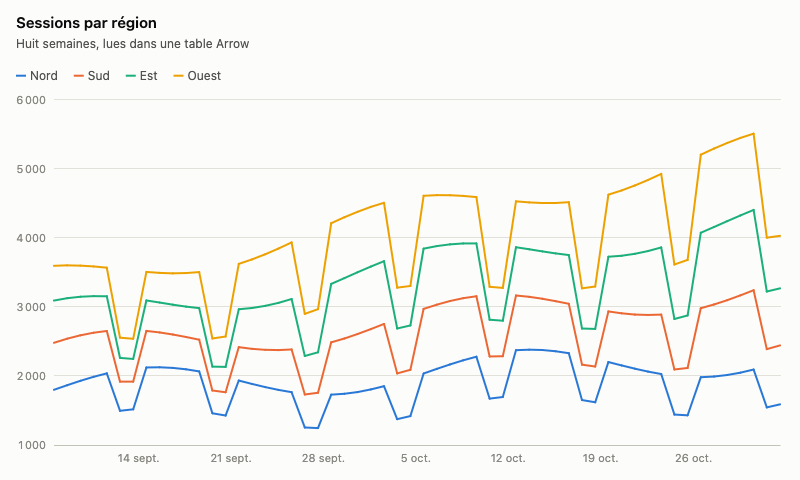 Sessions par région
Huit semaines, lues dans une table Arrow
Nord Sud Est Ouest
6 000
5 000
4 000
3 000
2 000
1 000
14 sept. 21 sept. 28 sept. 5 oct. 12 oct. 19 oct. 26 oct.